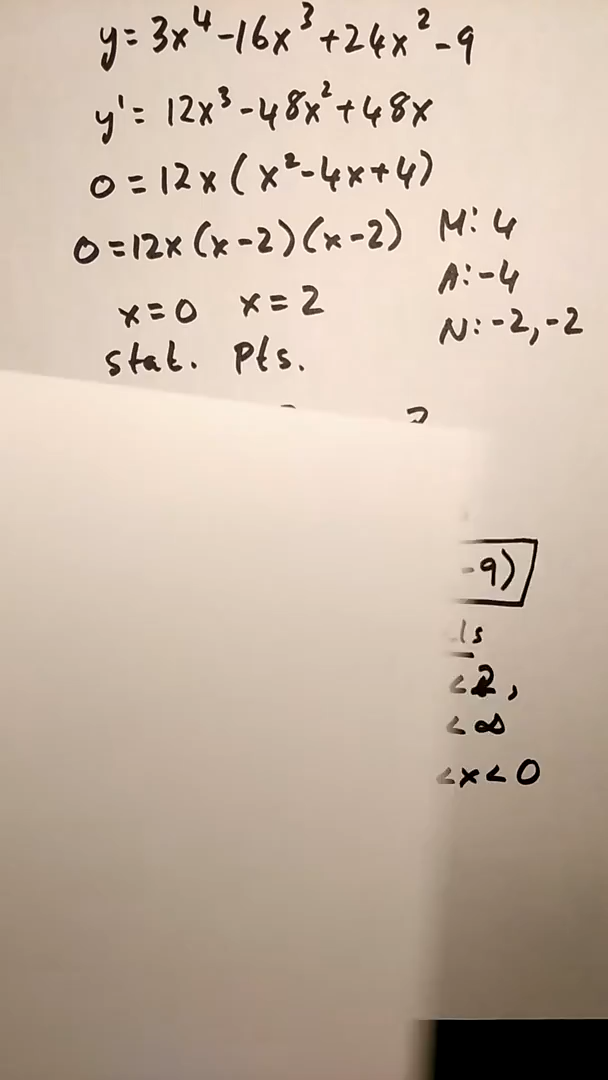 y = 3x⁴ - 16x³ + 24x² - 9
y' = 12x³ - 48x² + 48x
0 = 12x (x² - 4x + 4)
0 = 12x (x - 2) (x - 2) M: 4
A: -4
x = 0 x = 2 N: -2, -2
stat. Pts.
-9)
ls
< 2,
< ∞
< x < 0